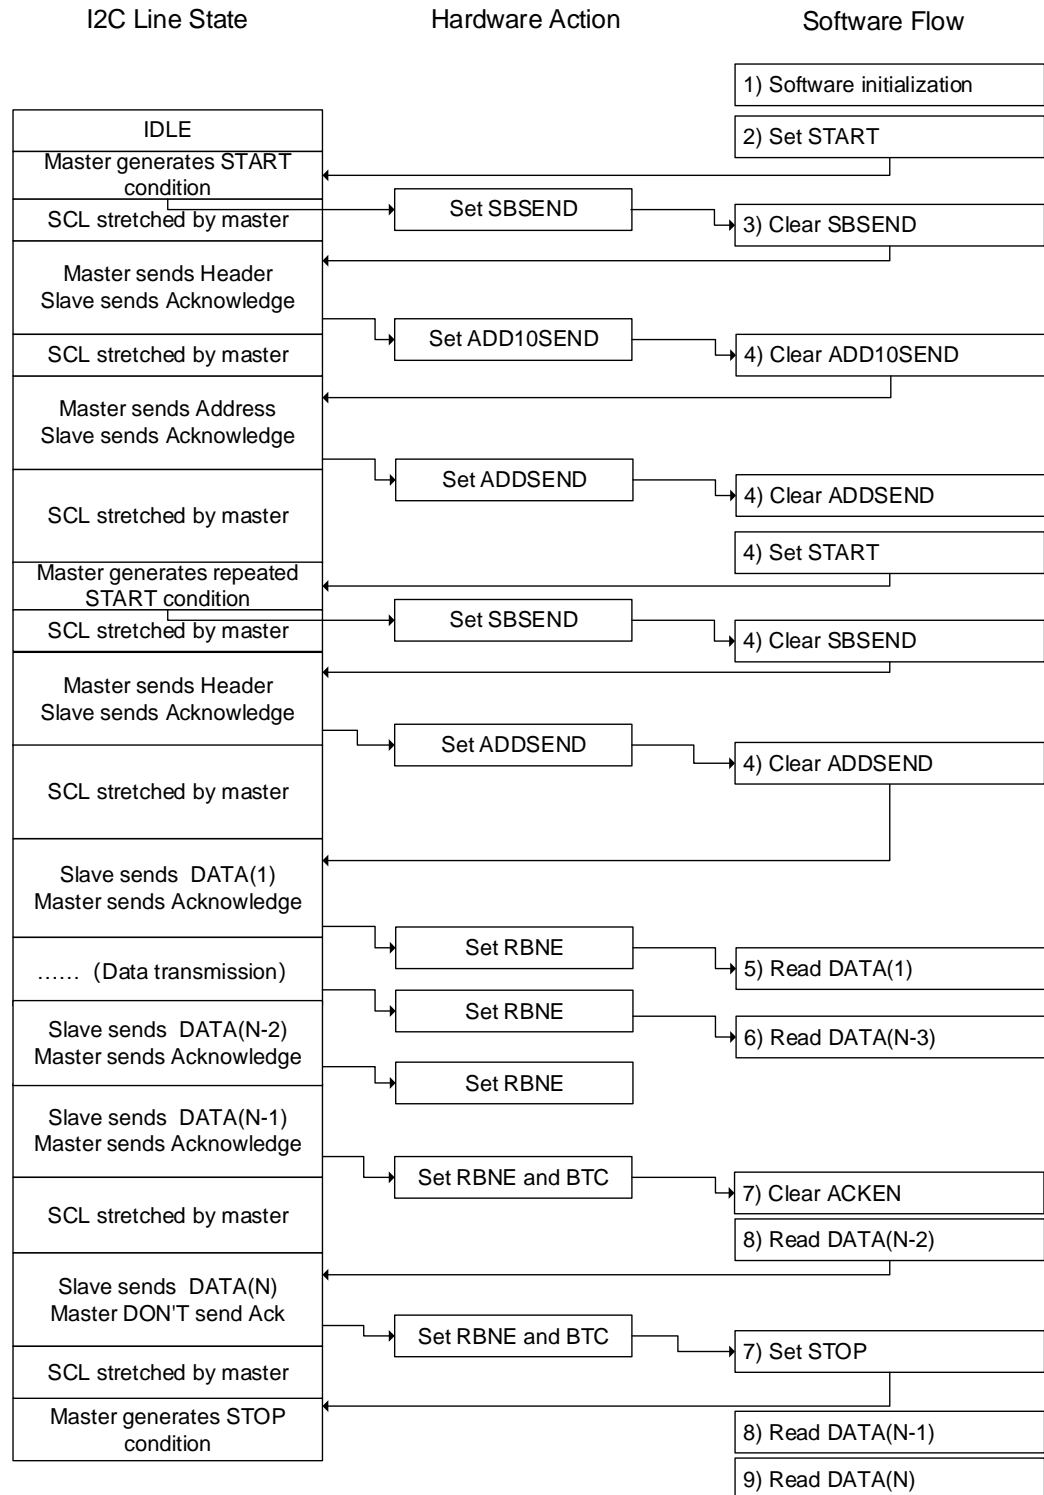 I2C Line State
Hardware Action
Software Flow
1) Software initialization
IDLE
2) Set START
Master generates START
condition
Set SBSEND
SCL stretched by master
3) Clear SBSEND
Master sends Header
Slave sends Acknowledge
Set ADD10SEND
SCL stretched by master
4) Clear ADD10SEND
Master sends Address
Slave sends Acknowledge
Set ADDSEND
4) Clear ADDSEND
SCL stretched by master
4) Set START
Master generates repeated
START condition
Set SBSEND
SCL stretched by master
4) Clear SBSEND
Master sends Header
Slave sends Acknowledge
Set ADDSEND
4) Clear ADDSEND
SCL stretched by master
Slave sends DATA(1)
Master sends Acknowledge
Set RBNE
5) Read DATA(1)
…… (Data transmission)
Set RBNE
6) Read DATA(N-3)
Slave sends DATA(N-2)
Master sends Acknowledge
Set RBNE
Slave sends DATA(N-1)
Master sends Acknowledge
Set RBNE and BTC
7) Clear ACKEN
SCL stretched by master
8) Read DATA(N-2)
Slave sends DATA(N)
Master DON'T send Ack
Set RBNE and BTC
7) Set STOP
SCL stretched by master
Master generates STOP
condition
8) Read DATA(N-1)
9) Read DATA(N)